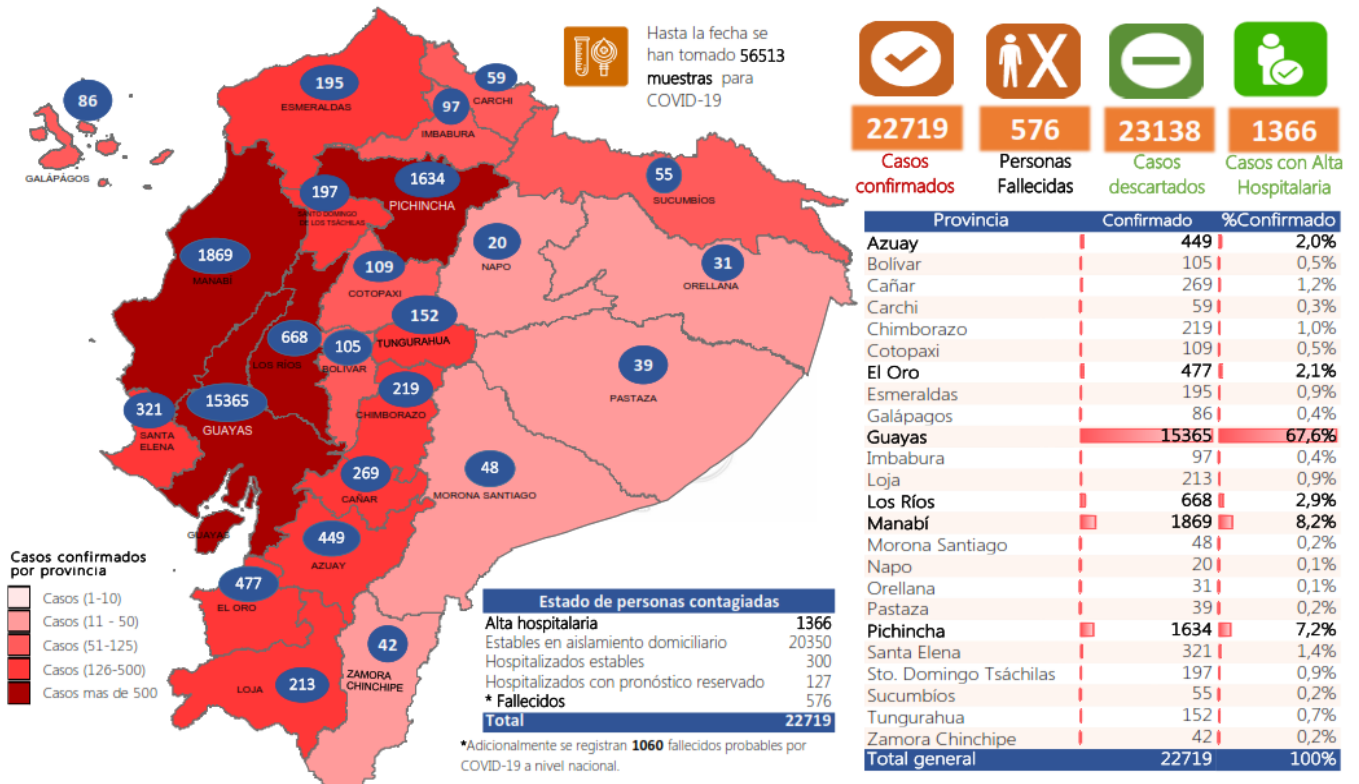 Hasta la fecha se
han tomado 56513
muestras para
COVID-19
22719
Casos
confirmados
576
Personas
Fallecidas
23138
Casos
descartados
1366
Casos con Alta
Hospitalaria
86
GALÁPAGOS
195
ESMERALDAS
59
CARCHI
97
IMBABURA
55
SUCUMBÍOS
1634
PICHINCHA
197
SANTO DOMINGO
DE LOS TSÁCHILAS
1869
MANABÍ
20
NAPO
31
ORELLANA
109
COTOPAXI
152
TUNGURAHUA
668
LOS RÍOS
105
BOLIVAR
39
PASTAZA
219
CHIMBORAZO
15365
GUAYAS
321
SANTA
ELENA
48
MORONA SANTIAGO
269
CAÑAR
GUAYAS
449
AZUAY
477
EL ORO
42
ZAMORA
CHINCHIPE
LOJA
213
Casos confirmados
por provincia
Casos (1-10)
Casos (11 - 50)
Casos (51-125)
Casos (126-500)
Casos mas de 500
Estado de personas contagiadas
Alta hospitalaria 1366
Estables en aislamiento domiciliario 20350
Hospitalizados estables 300
Hospitalizados con pronóstico reservado 127
* Fallecidos 576
Total 22719
*Adicionalmente se registran 1060 fallecidos probables por
COVID-19 a nivel nacional.
Provincia Confirmado %Confirmado
Azuay 449 2,0%
Bolívar 105 0,5%
Cañar 269 1,2%
Carchi 59 0,3%
Chimborazo 219 1,0%
Cotopaxi 109 0,5%
El Oro 477 2,1%
Esmeraldas 195 0,9%
Galápagos 86 0,4%
Guayas 15365 67,6%
Imbabura 97 0,4%
Loja 213 0,9%
Los Ríos 668 2,9%
Manabí 1869 8,2%
Morona Santiago 48 0,2%
Napo 20 0,1%
Orellana 31 0,1%
Pastaza 39 0,2%
Pichincha 1634 7,2%
Santa Elena 321 1,4%
Sto. Domingo Tsáchilas 197 0,9%
Sucumbíos 55 0,2%
Tungurahua 152 0,7%
Zamora Chinchipe 42 0,2%
Total general 22719 100%